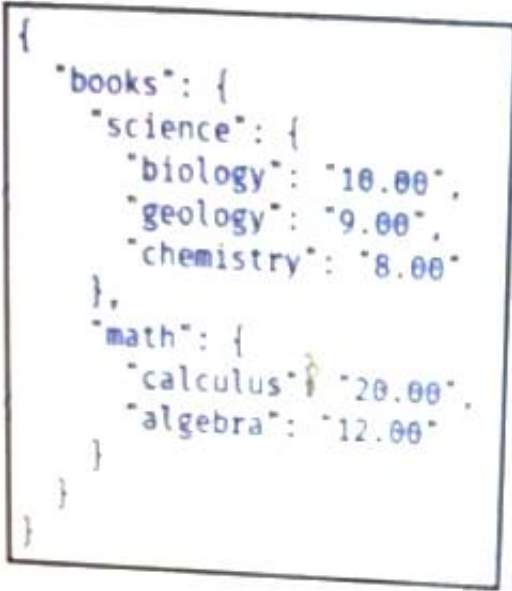 {
"books": {
"science": {
"biology": "10.00",
"geology": "9.00",
"chemistry": "8.00"
},
"math": {
"calculus": "20.00",
"algebra": "12.00"
}
}
}